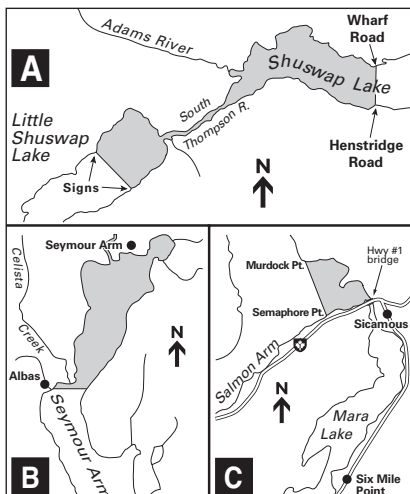 A
Adams River
Wharf
Road
Shuswap Lake
South
Thompson R.
Little
Shuswap
Lake
Henstridge
Road
Signs
N
B
Seymour Arm
Celista
Creek
N
Albas
Seymour Arm
C
Hwy #1
bridge
Murdock Pt.
Semaphore Pt.
Sicamous
Salmon Arm
1
N
Mara
Lake
Six Mile
Point